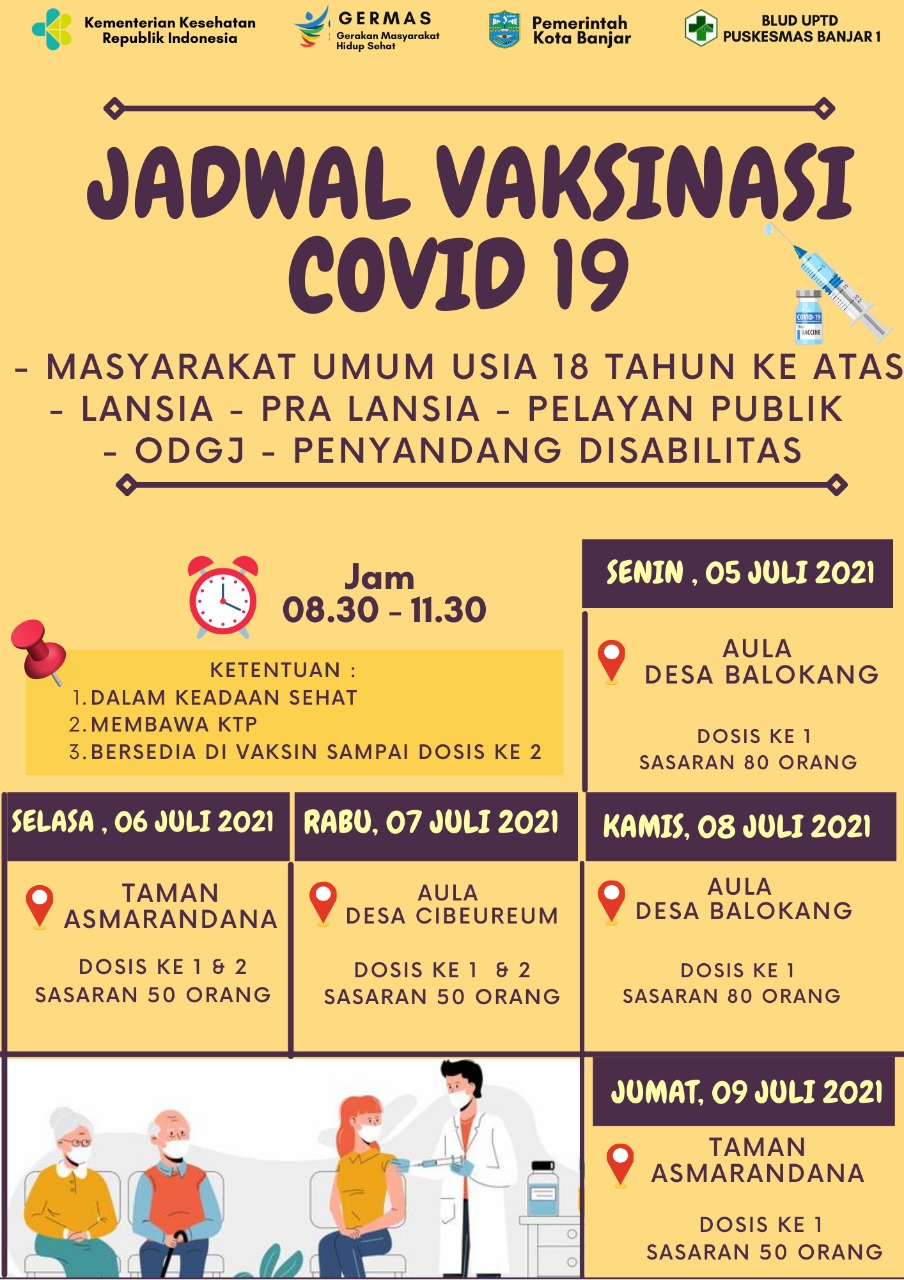 Kementerian Kesehatan
Republik Indonesia
GERMAS
Gerakan Masyarakat
Hidup Sehat
Pemerintah
Kota Banjar
BLUD UPTD
PUSKESMAS BANJAR 1
JADWAL VAKSINASI
COVID 19
COVID-19
VACCINE
- MASYARAKAT UMUM USIA 18 TAHUN KE ATAS
- LANSIA - PRA LANSIA - PELAYAN PUBLIK
- ODGJ - PENYANDANG DISABILITAS
Jam
08.30 - 11.30
KETENTUAN :
1. DALAM KEADAAN SEHAT
2. MEMBAWA KTP
3. BERSEDIA DI VAKSIN SAMPAI DOSIS KE 2
SENIN , 05 JULI 2021
AULA
DESA BALOKANG
DOSIS KE 1
SASARAN 80 ORANG
SELASA , 06 JULI 2021
TAMAN
ASMARANDANA
DOSIS KE 1 & 2
SASARAN 50 ORANG
RABU, 07 JULI 2021
AULA
DESA CIBEUREUM
DOSIS KE 1 & 2
SASARAN 50 ORANG
KAMIS, 08 JULI 2021
AULA
DESA BALOKANG
DOSIS KE 1
SASARAN 80 ORANG
JUMAT, 09 JULI 2021
TAMAN
ASMARANDANA
DOSIS KE 1
SASARAN 50 ORANG